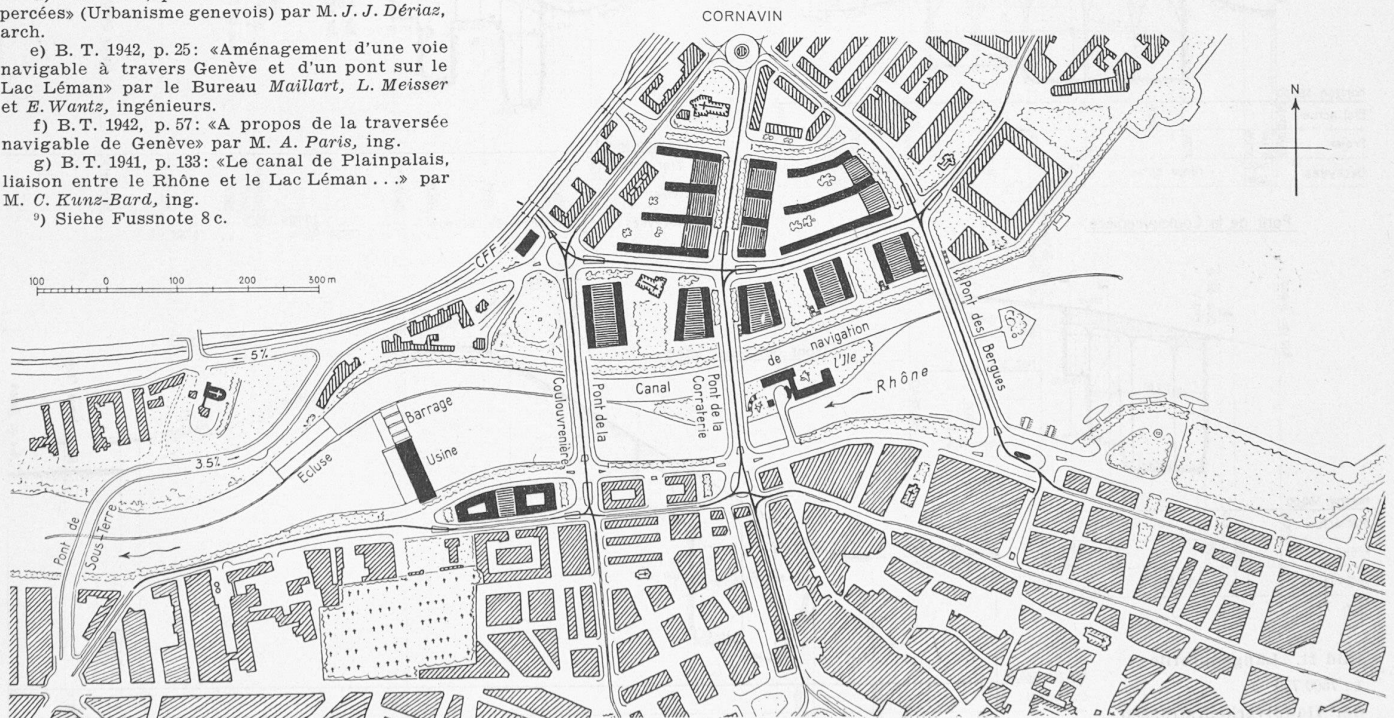 percées» (Urbanisme genevois) par M. J. J. Dériaz,
arch.
e) B. T. 1942, p. 25: «Aménagement d'une voie
navigable à travers Genève et d'un pont sur le
Lac Léman» par le Bureau Maillart, L. Meisser
et E. Wantz, ingénieurs.
f) B. T. 1942, p. 57: «A propos de la traversée
navigable de Genève» par M. A. Paris, ing.
g) B. T. 1941, p. 133: «Le canal de Plainpalais,
liaison entre le Rhône et le Lac Léman ...» par
M. C. Kunz-Bard, ing.
⁹) Siehe Fussnote 8 c.
CORNAVIN
N
CFF
100 0 100 200 300 m
Pont des Bergues
5%
de navigation
l'Ile
Rhône
Canal
Pont de la
Corraterie
Pont de la
Coulouvrenière
Barrage
Usine
Ecluse
3.5%
Pont de
Sous-Terre